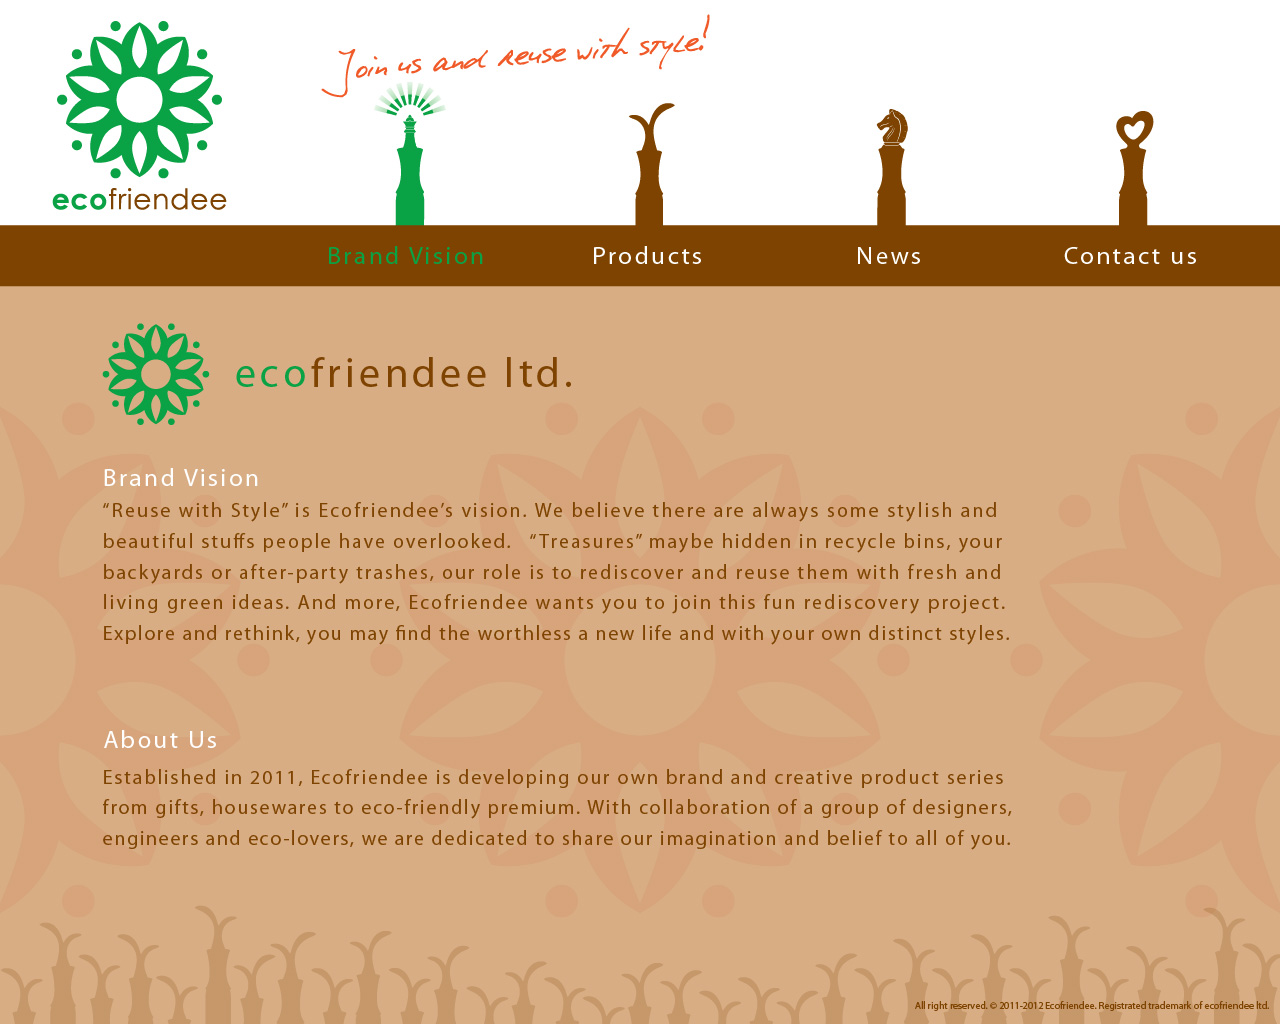 Join us and reuse with style!
ecofriendee
Brand Vision
Products
News
Contact us
ecofriendee ltd.
Brand Vision
“Reuse with Style” is Ecofriendee’s vision. We believe there are always some stylish and
beautiful stuffs people have overlooked. “Treasures” maybe hidden in recycle bins, your
backyards or after-party trashes, our role is to rediscover and reuse them with fresh and
living green ideas. And more, Ecofriendee wants you to join this fun rediscovery project.
Explore and rethink, you may find the worthless a new life and with your own distinct styles.
About Us
Established in 2011, Ecofriendee is developing our own brand and creative product series
from gifts, housewares to eco-friendly premium. With collaboration of a group of designers,
engineers and eco-lovers, we are dedicated to share our imagination and belief to all of you.
All right reserved. © 2011-2012 Ecofriendee. Registrated trademark of ecofriendee ltd.